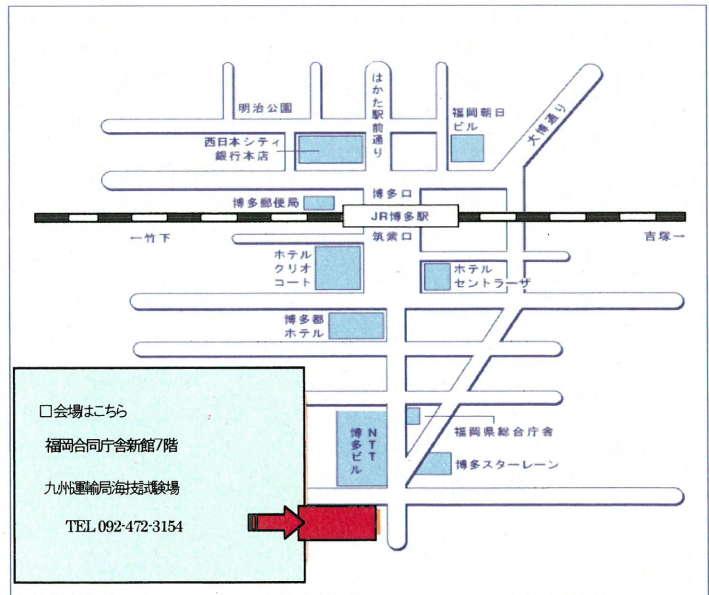 明治公園
はかた駅前通り
福岡朝日
ビル
大博通り
西日本シティ
銀行本店
博多郵便局
博多口
JR博多駅
筑紫口
←竹下
吉塚→
ホテル
クリオ
コート
ホテル
セントラーザ
博多都
ホテル
□会場はこちら
福岡合同庁舎新館7階
九州運輸局海技試験場
TEL 092-472-3154
NTT
博多ビル
福岡県総合庁舎
博多スターレーン